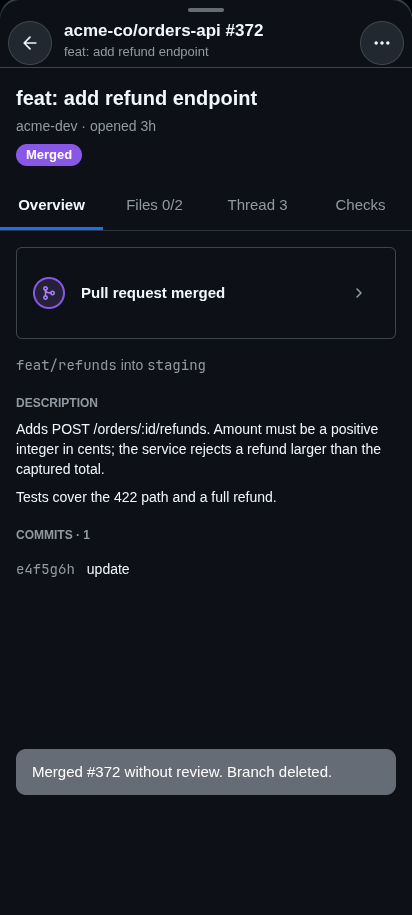 acme-co/orders-api #372
feat: add refund endpoint
feat: add refund endpoint
acme-dev · opened 3h
Merged
Overview Files 0/2 Thread 3 Checks
Pull request merged
feat/refunds into staging
DESCRIPTION
Adds POST /orders/:id/refunds. Amount must be a positive
integer in cents; the service rejects a refund larger than the
captured total.
Tests cover the 422 path and a full refund.
COMMITS · 1
e4f5g6h update
Merged #372 without review. Branch deleted.